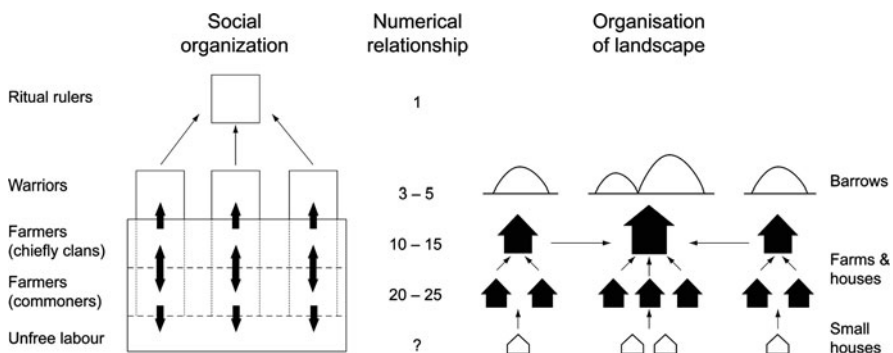 Social
organization
Numerical
relationship
Organisation
of landscape
Ritual rulers
1
Warriors
3 – 5
Barrows
Farmers
(chiefly clans)
10 – 15
Farms &
houses
Farmers
(commoners)
20 – 25
Unfree labour
?
Small
houses